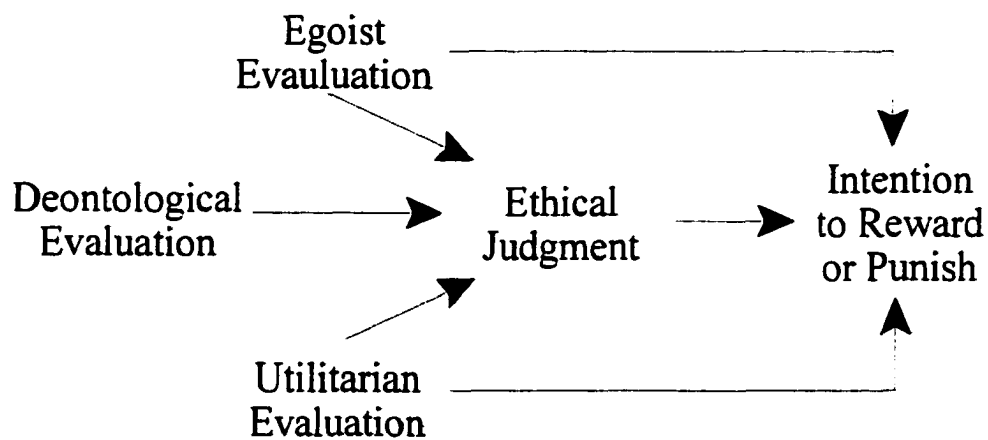 Egoist
Evauluation
Deontological
Evaluation
Ethical
Judgment
Intention
to Reward
or Punish
Utilitarian
Evaluation